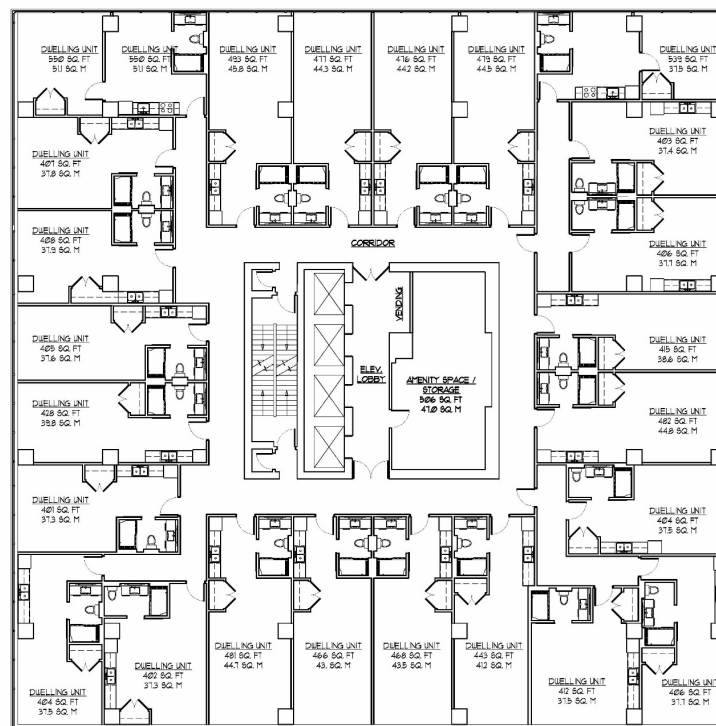 DWELLING UNIT
550 SQ. FT
51.1 SQ. M
DWELLING UNIT
550 SQ. FT
51.1 SQ. M
DWELLING UNIT
493 SQ. FT
45.8 SQ. M
DWELLING UNIT
477 SQ. FT
44.3 SQ. M
DWELLING UNIT
476 SQ. FT
44.2 SQ. M
DWELLING UNIT
479 SQ. FT
44.5 SQ. M
DWELLING UNIT
539 SQ. FT
37.5 SQ. M
DWELLING UNIT
407 SQ. FT
37.8 SQ. M
DWELLING UNIT
403 SQ. FT
37.4 SQ. M
DWELLING UNIT
408 SQ. FT
37.9 SQ. M
CORRIDOR
DWELLING UNIT
406 SQ. FT
37.7 SQ. M
VENDING
DWELLING UNIT
405 SQ. FT
37.6 SQ. M
ELEV.
LOBBY
AMENITY SPACE /
STORAGE
506 SQ. FT
47.0 SQ. M
DWELLING UNIT
415 SQ. FT
38.6 SQ. M
DWELLING UNIT
428 SQ. FT
39.8 SQ. M
DWELLING UNIT
482 SQ. FT
44.8 SQ. M
DWELLING UNIT
401 SQ. FT
37.3 SQ. M
DWELLING UNIT
404 SQ. FT
37.5 SQ. M
DWELLING UNIT
404 SQ. FT
37.5 SQ. M
DWELLING UNIT
402 SQ. FT
37.3 SQ. M
DWELLING UNIT
481 SQ. FT
44.7 SQ. M
DWELLING UNIT
466 SQ. FT
43. SQ. M
DWELLING UNIT
468 SQ. FT
43.5 SQ. M
DWELLING UNIT
443 SQ. FT
41.2 SQ. M
DWELLING UNIT
412 SQ. FT
37.5 SQ. M
DWELLING UNIT
406 SQ. FT
37.7 SQ. M